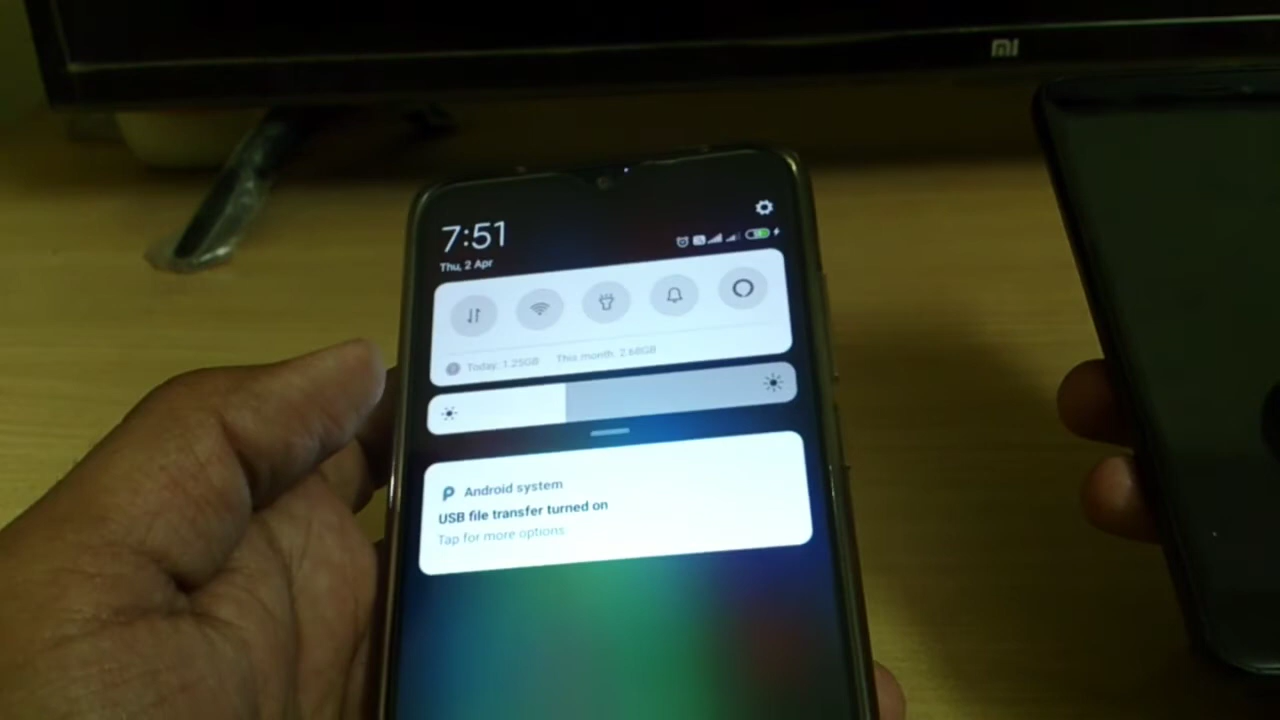 mi
7:51
Thu, 2 Apr
Today: 1.25GB This month: 2.68GB
Android system
USB file transfer turned on
Tap for more options